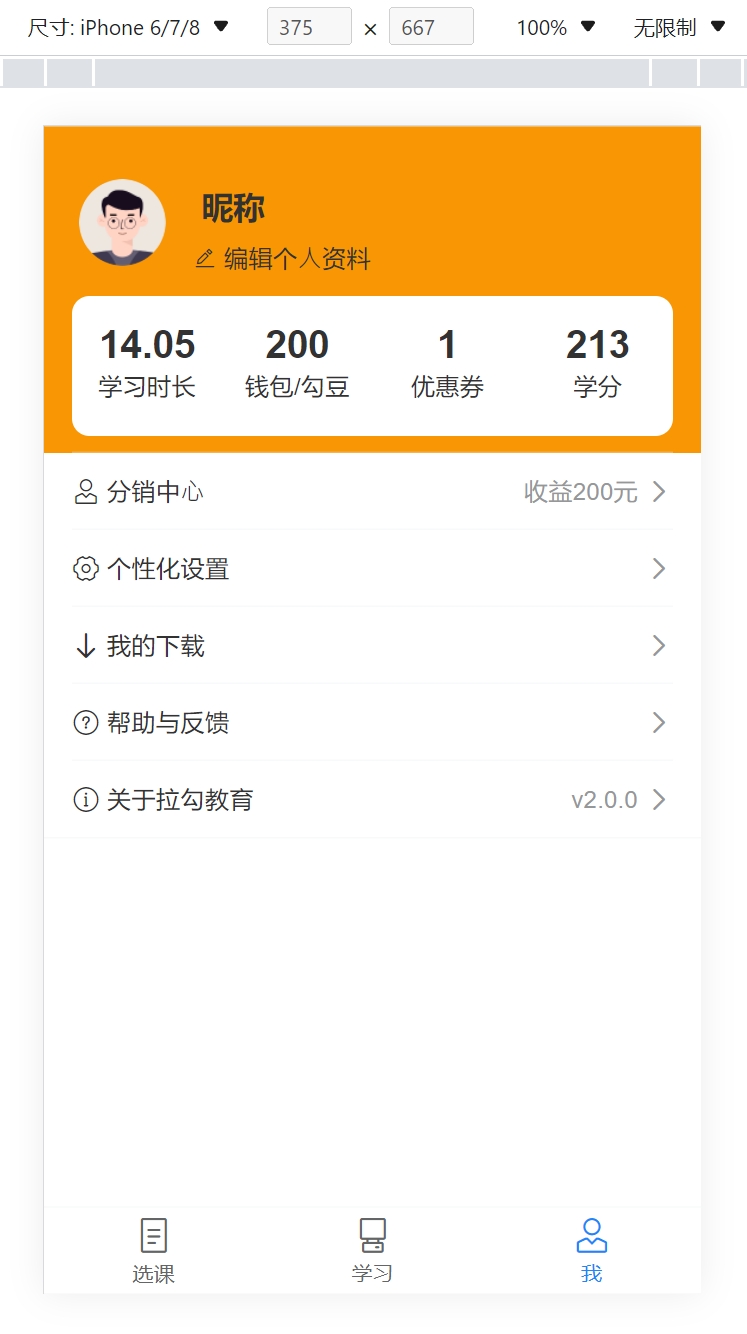 尺寸: iPhone 6/7/8 375 × 667 100% 无限制
昵称
编辑个人资料
14.05 200 1 213
学习时长 钱包/勾豆 优惠券 学分
分销中心 收益200元
个性化设置
我的下载
帮助与反馈
关于拉勾教育 v2.0.0
选课 学习 我